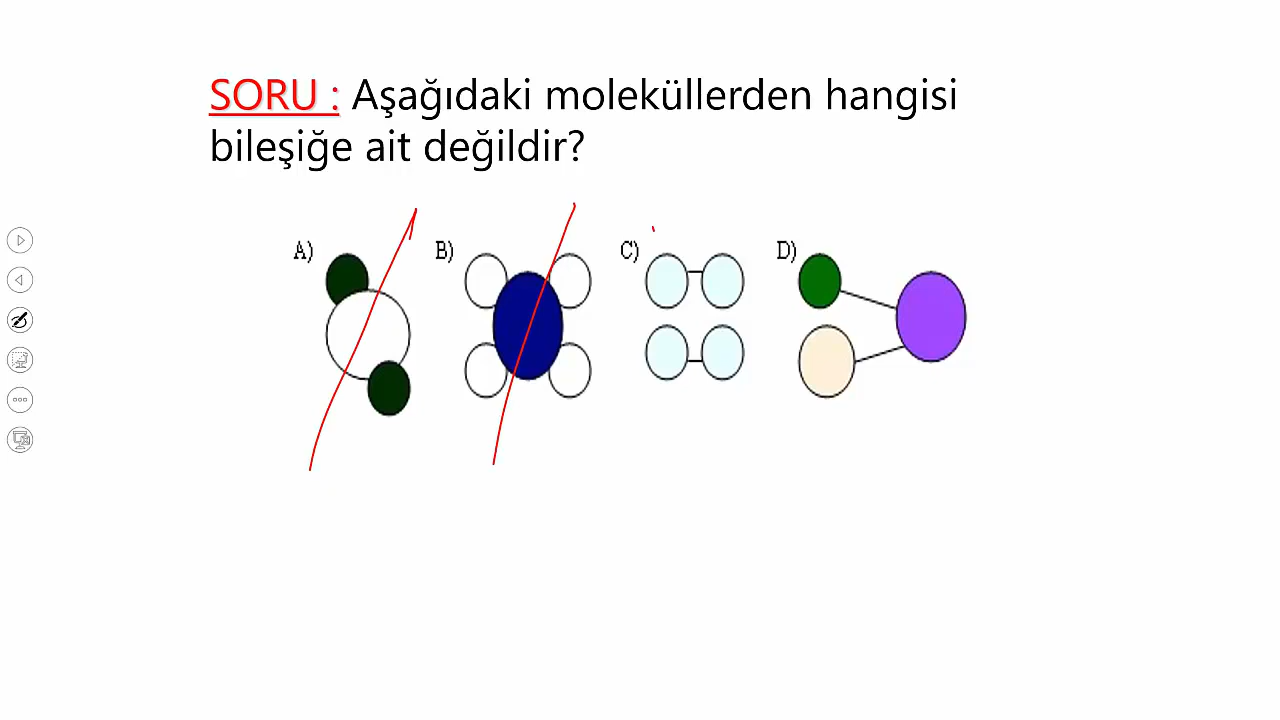 SORU : Aşağıdaki moleküllerden hangisi
bileşiğe ait değildir?
A) B) C) D)